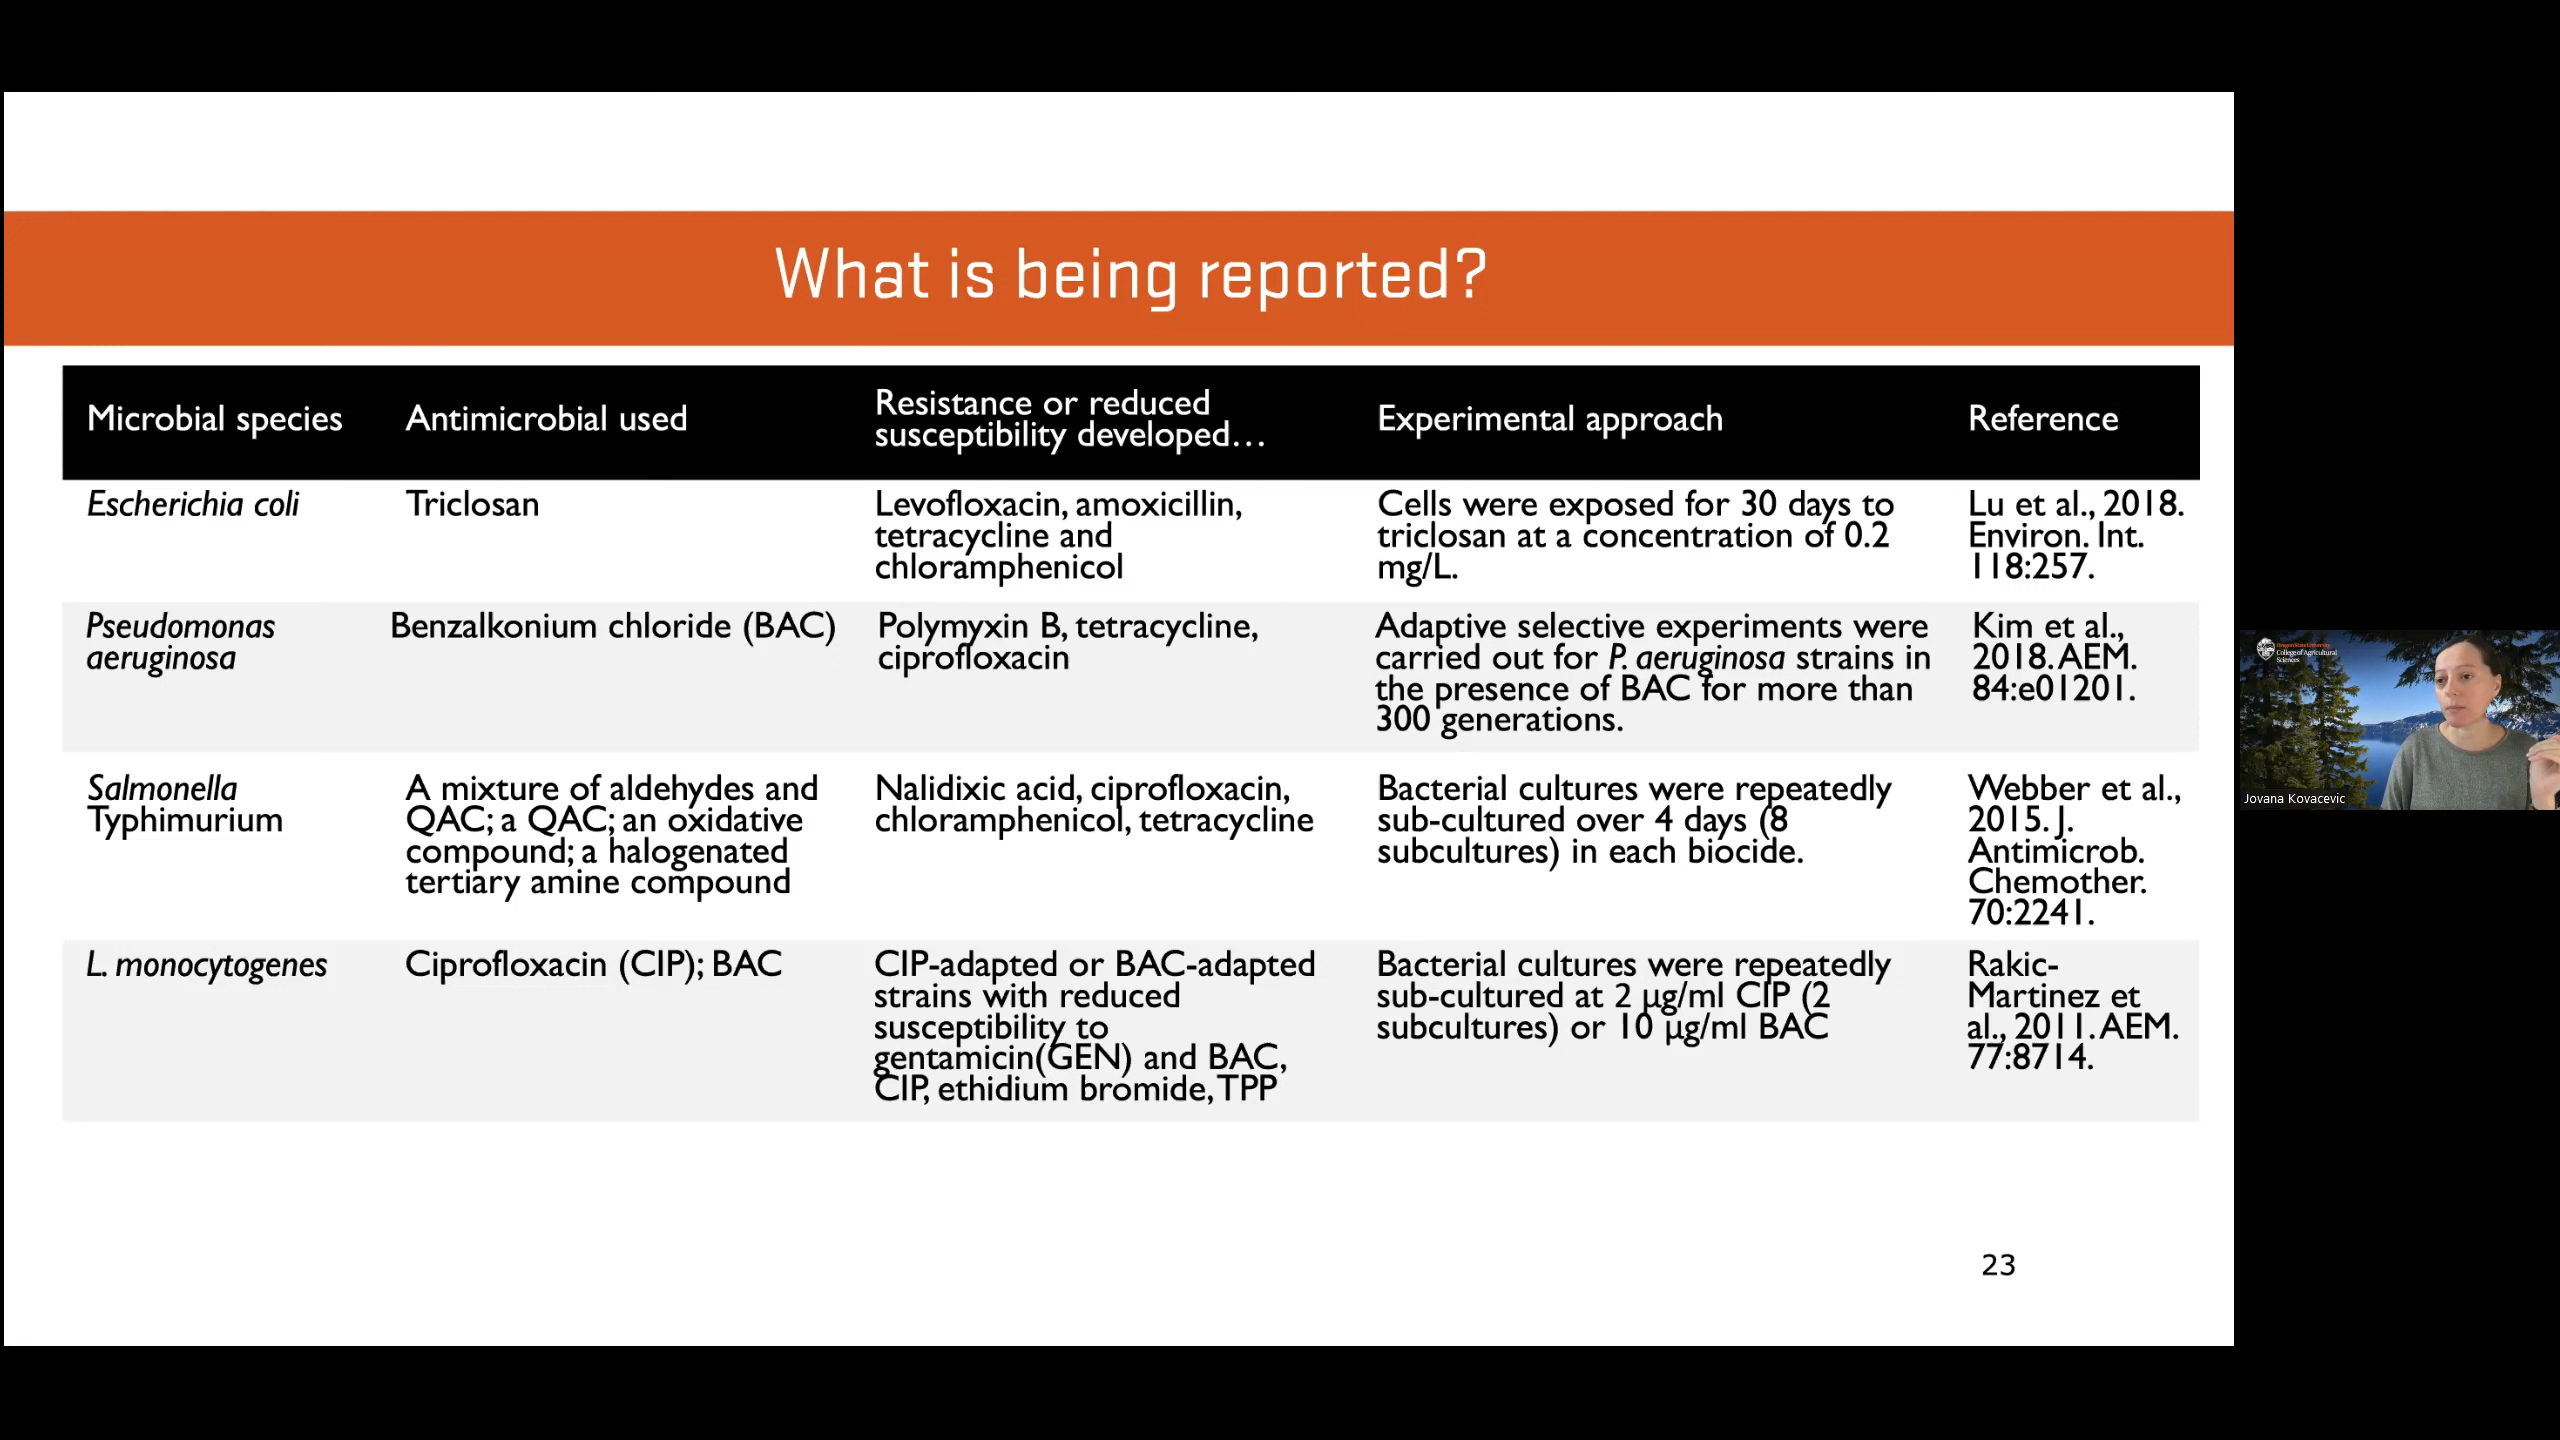 What is being reported?
Microbial species
Antimicrobial used
Resistance or reduced
susceptibility developed…
Experimental approach
Reference
Escherichia coli
Triclosan
Levofloxacin, amoxicillin,
tetracycline and
chloramphenicol
Cells were exposed for 30 days to
triclosan at a concentration of 0.2
mg/L.
Lu et al., 2018.
Environ. Int.
118:257.
Pseudomonas
aeruginosa
Benzalkonium chloride (BAC)
Polymyxin B, tetracycline,
ciprofloxacin
Adaptive selective experiments were
carried out for P. aeruginosa strains in
the presence of BAC for more than
300 generations.
Kim et al.,
2018. AEM.
84:e01201.
Salmonella
Typhimurium
A mixture of aldehydes and
QAC; a QAC; an oxidative
compound; a halogenated
tertiary amine compound
Nalidixic acid, ciprofloxacin,
chloramphenicol, tetracycline
Bacterial cultures were repeatedly
sub-cultured over 4 days (8
subcultures) in each biocide.
Webber et al.,
2015. J.
Antimicrob.
Chemother.
70:2241.
L. monocytogenes
Ciprofloxacin (CIP); BAC
CIP-adapted or BAC-adapted
strains with reduced
susceptibility to
gentamicin(GEN) and BAC,
CIP, ethidium bromide, TPP
Bacterial cultures were repeatedly
sub-cultured at 2 µg/ml CIP (2
subcultures) or 10 µg/ml BAC
Rakic-
Martinez et
al., 2011. AEM.
77:8714.
23
Oregon State University
College of Agricultural
Sciences
Jovana Kovacevic